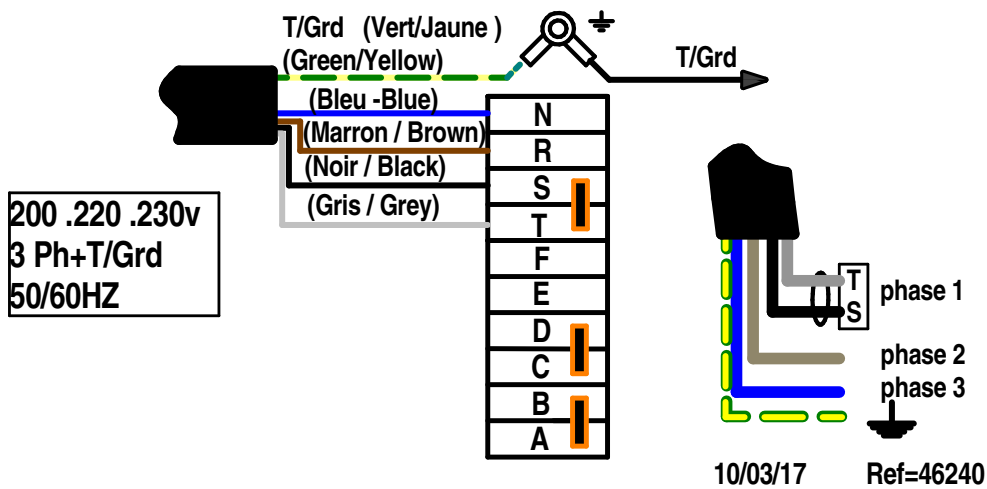 T/Grd (Vert/Jaune )
(Green/Yellow)
T/Grd
(Bleu -Blue)
(Marron / Brown)
(Noir / Black)
(Gris / Grey)
N
R
S
T
F
E
D
C
B
A
200 .220 .230v
3 Ph+T/Grd
50/60HZ
T
S
phase 1
phase 2
phase 3
10/03/17 Ref=46240